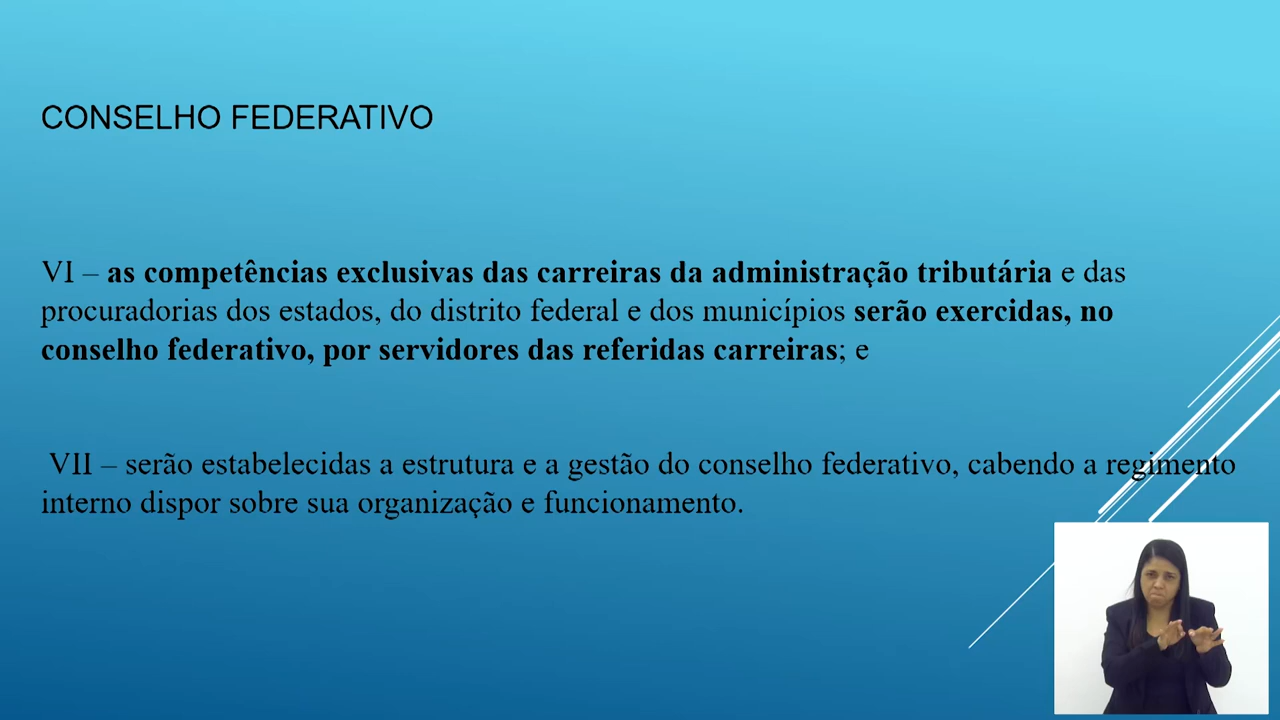 CONSELHO FEDERATIVO
VI – as competências exclusivas das carreiras da administração tributária e das
procuradorias dos estados, do distrito federal e dos municípios serão exercidas, no
conselho federativo, por servidores das referidas carreiras; e
VII – serão estabelecidas a estrutura e a gestão do conselho federativo, cabendo a regimento
interno dispor sobre sua organização e funcionamento.